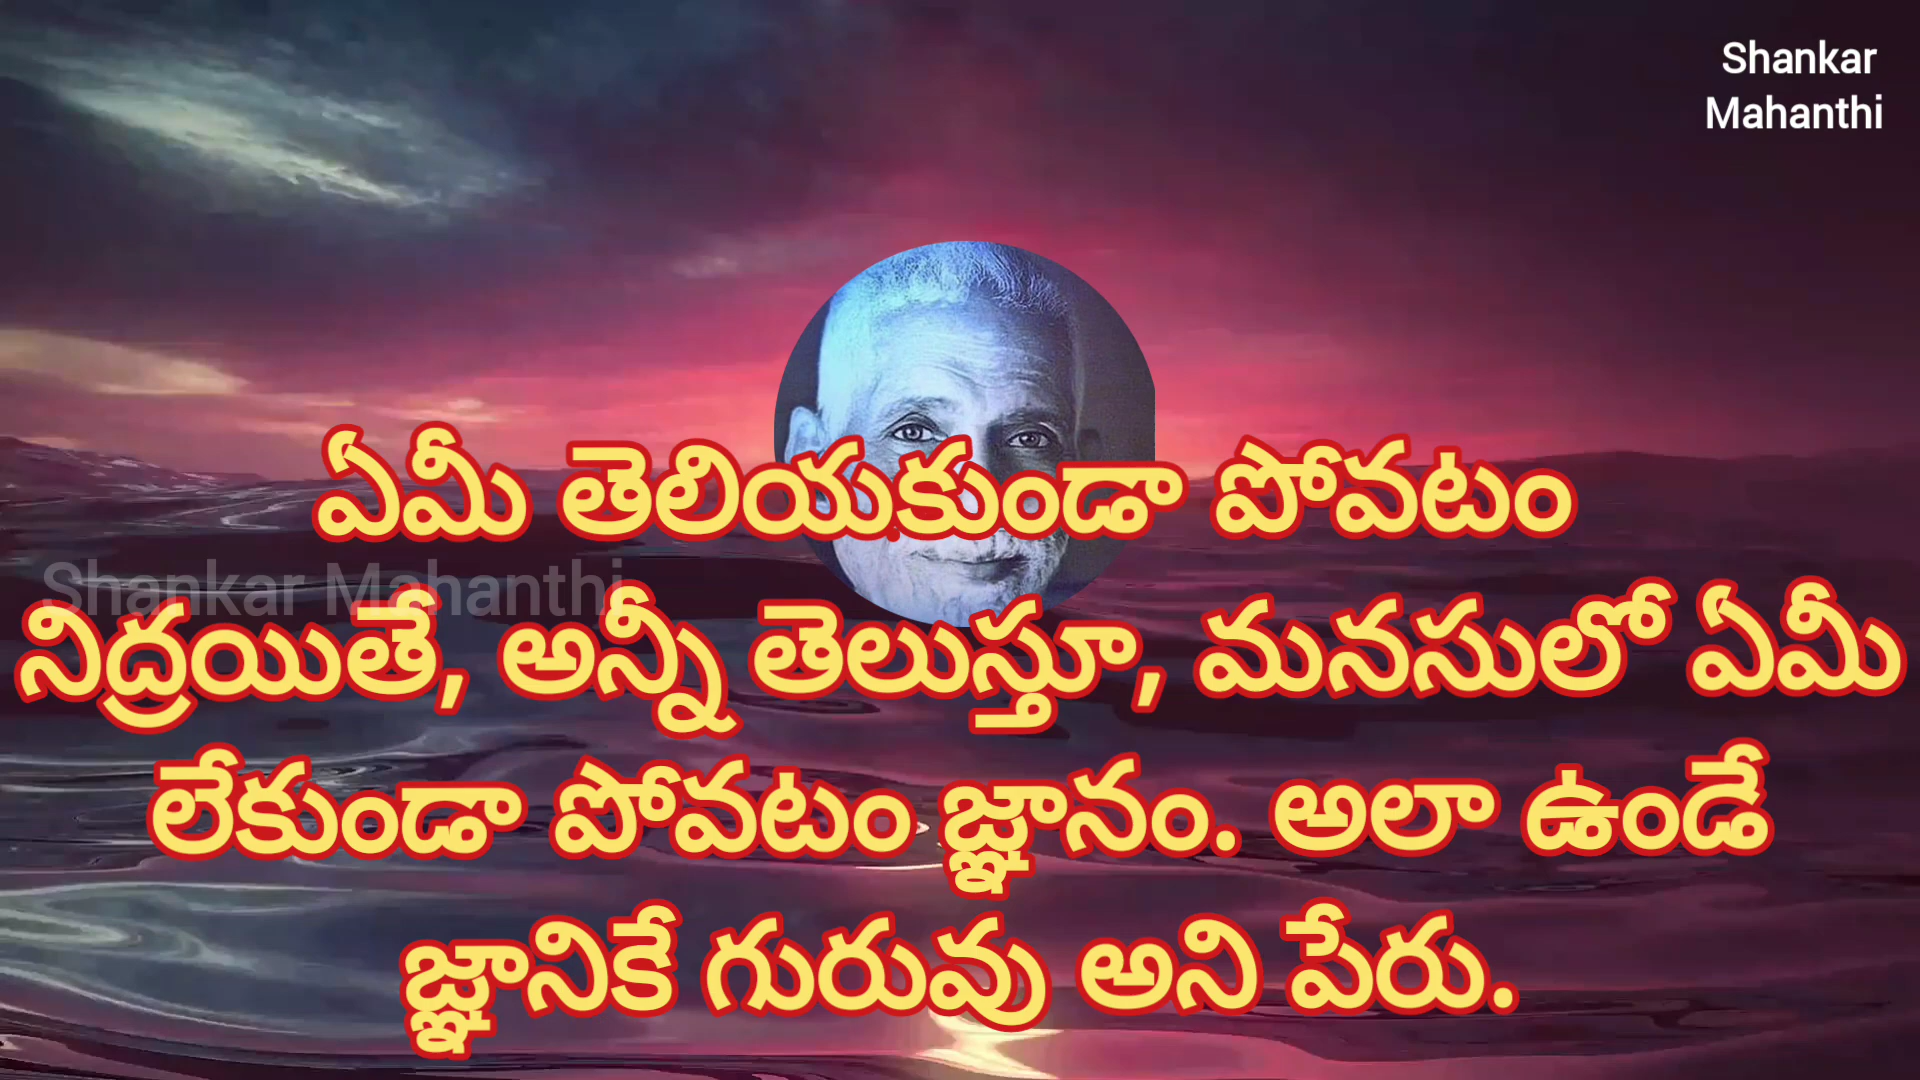 Shankar
Mahanthi
ఏమీ తెలియకుండా పోవటం
Shankar Mahanthi
నిద్రయితే, అన్నీ తెలుస్తూ, మనసులో ఏమీ
లేకుండా పోవటం జ్ఞానం. అలా ఉండే
జ్ఞానికే గురువు అని పేరు.